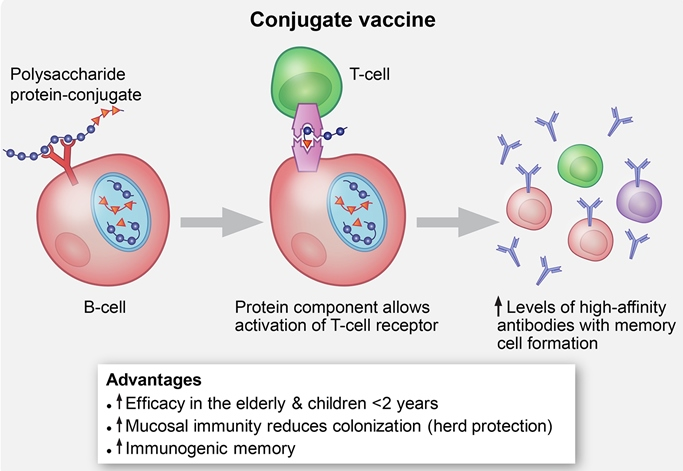 Conjugate vaccine
Polysaccharide
protein-conjugate
T-cell
B-cell
Protein component allows
activation of T-cell receptor
↑ Levels of high-affinity
antibodies with memory
cell formation
Advantages
• ↑ Efficacy in the elderly & children <2 years
• ↑ Mucosal immunity reduces colonization (herd protection)
• ↑ Immunogenic memory